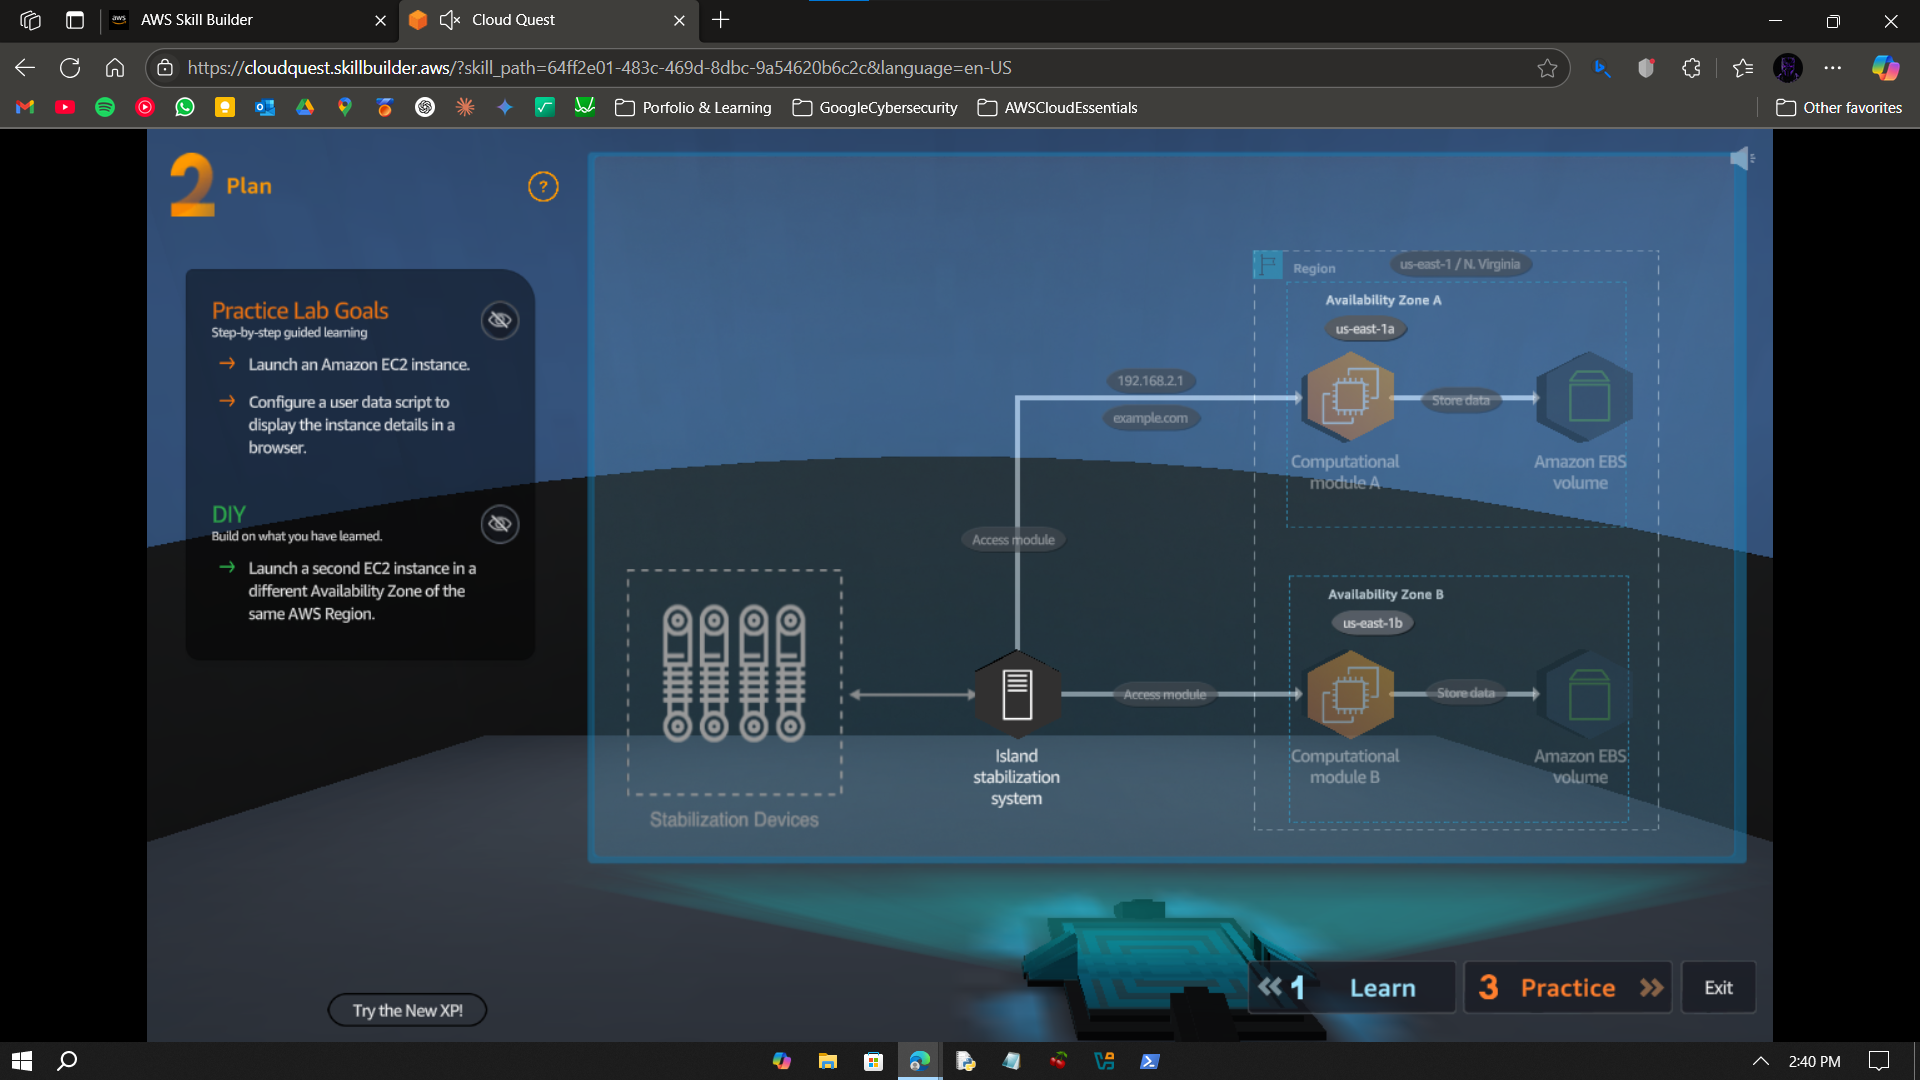 aws
AWS Skill Builder
Cloud Quest
https://cloudquest.skillbuilder.aws/?skill_path=64ff2e01-483c-469d-8dbc-9a54620b6c2c&language=en-US
Porfolio & Learning
GoogleCybersecurity
AWSCloudEssentials
Other favorites
2 Plan
?
Practice Lab Goals
Step-by-step guided learning
Launch an Amazon EC2 instance.
Configure a user data script to
display the instance details in a
browser.
DIY
Build on what you have learned.
Launch a second EC2 instance in a
different Availability Zone of the
same AWS Region.
Region
us-east-1 / N. Virginia
Availability Zone A
us-east-1a
192.168.2.1
example.com
Store data
Computational
module A
Amazon EBS
volume
Access module
Availability Zone B
us-east-1b
Access module
Store data
Computational
module B
Amazon EBS
volume
Island
stabilization
system
Stabilization Devices
Try the New XP!
1 Learn
3 Practice
Exit
2:40 PM